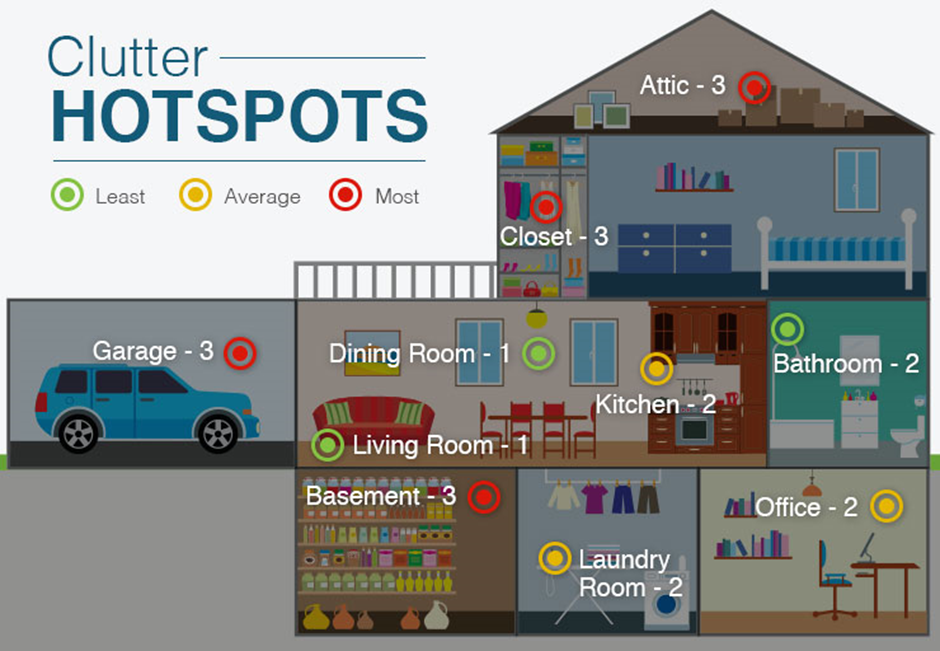 Clutter
HOTSPOTS
Least
Average
Most
Attic - 3
Closet - 3
Garage - 3
Dining Room - 1
Kitchen - 2
Bathroom - 2
Living Room - 1
Basement - 3
Laundry
Room - 2
Office - 2